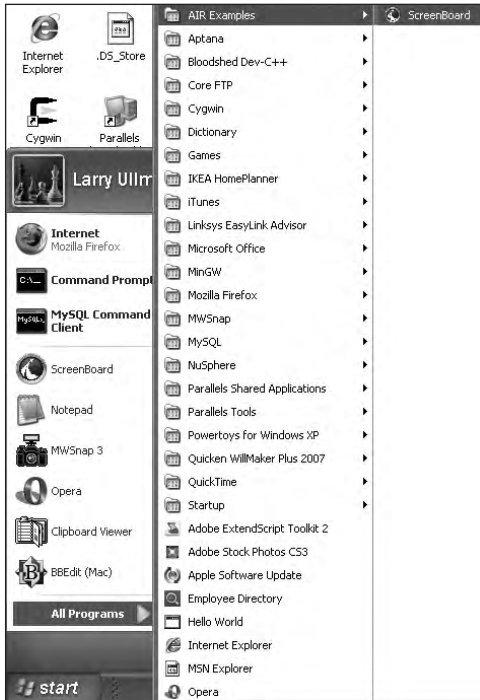 Internet
Explorer
.DS_Store
Cygwin
Parallels
Larry Ullm
Internet
Mozilla Firefox
C:\_
Command Prompt
MySQL
MySQL Command
Client
ScreenBoard
Notepad
MWSnap 3
Opera
Clipboard Viewer
B
BBEdit (Mac)
All Programs
start
AIR Examples
Aptana
Bloodshed Dev-C++
Core FTP
Cygwin
Dictionary
Games
IKEA HomePlanner
iTunes
Linksys EasyLink Advisor
Microsoft Office
MinGW
Mozilla Firefox
MWSnap
MySQL
NuSphere
Parallels Shared Applications
Parallels Tools
Powertoys for Windows XP
Quicken WillMaker Plus 2007
QuickTime
Startup
Adobe ExtendScript Toolkit 2
Adobe Stock Photos CS3
Apple Software Update
Employee Directory
Hello World
Internet Explorer
MSN Explorer
Opera
ScreenBoard